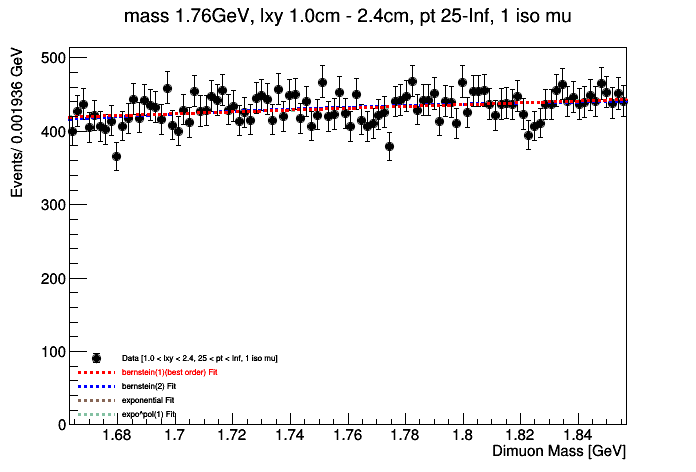 mass 1.76GeV, lxy 1.0cm - 2.4cm, pt 25-Inf, 1 iso mu
Events/ 0.001936 GeV
500
400
300
200
100
0
Data [1.0 < lxy < 2.4, 25 < pt < Inf, 1 iso mu]
bernstein(1)(best order) Fit
bernstein(2) Fit
exponential Fit
expo*pol(1) Fit
1.68 1.7 1.72 1.74 1.76 1.78 1.8 1.82 1.84
Dimuon Mass [GeV]